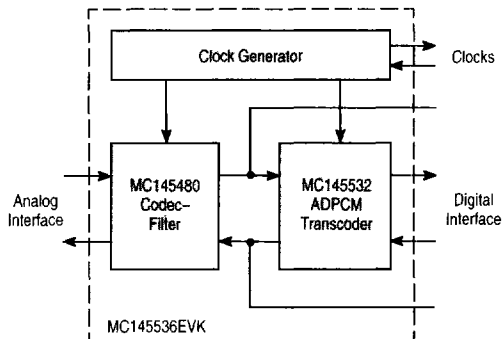 Clock Generator
Clocks
MC145480
Codec–
Filter
MC145532
ADPCM
Transcoder
Analog
Interface
Digital
Interface
MC145536EVK